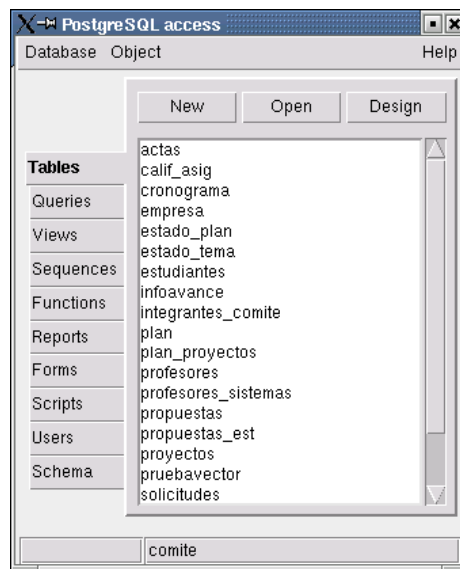 PostgreSQL access
Database Object Help
New Open Design
Tables
Queries
Views
Sequences
Functions
Reports
Forms
Scripts
Users
Schema
actas
calif_asig
cronograma
empresa
estado_plan
estado_tema
estudiantes
infoavance
integrantes_comite
plan
plan_proyectos
profesores
profesores_sistemas
propuestas
propuestas_est
proyectos
pruebavector
solicitudes
comite